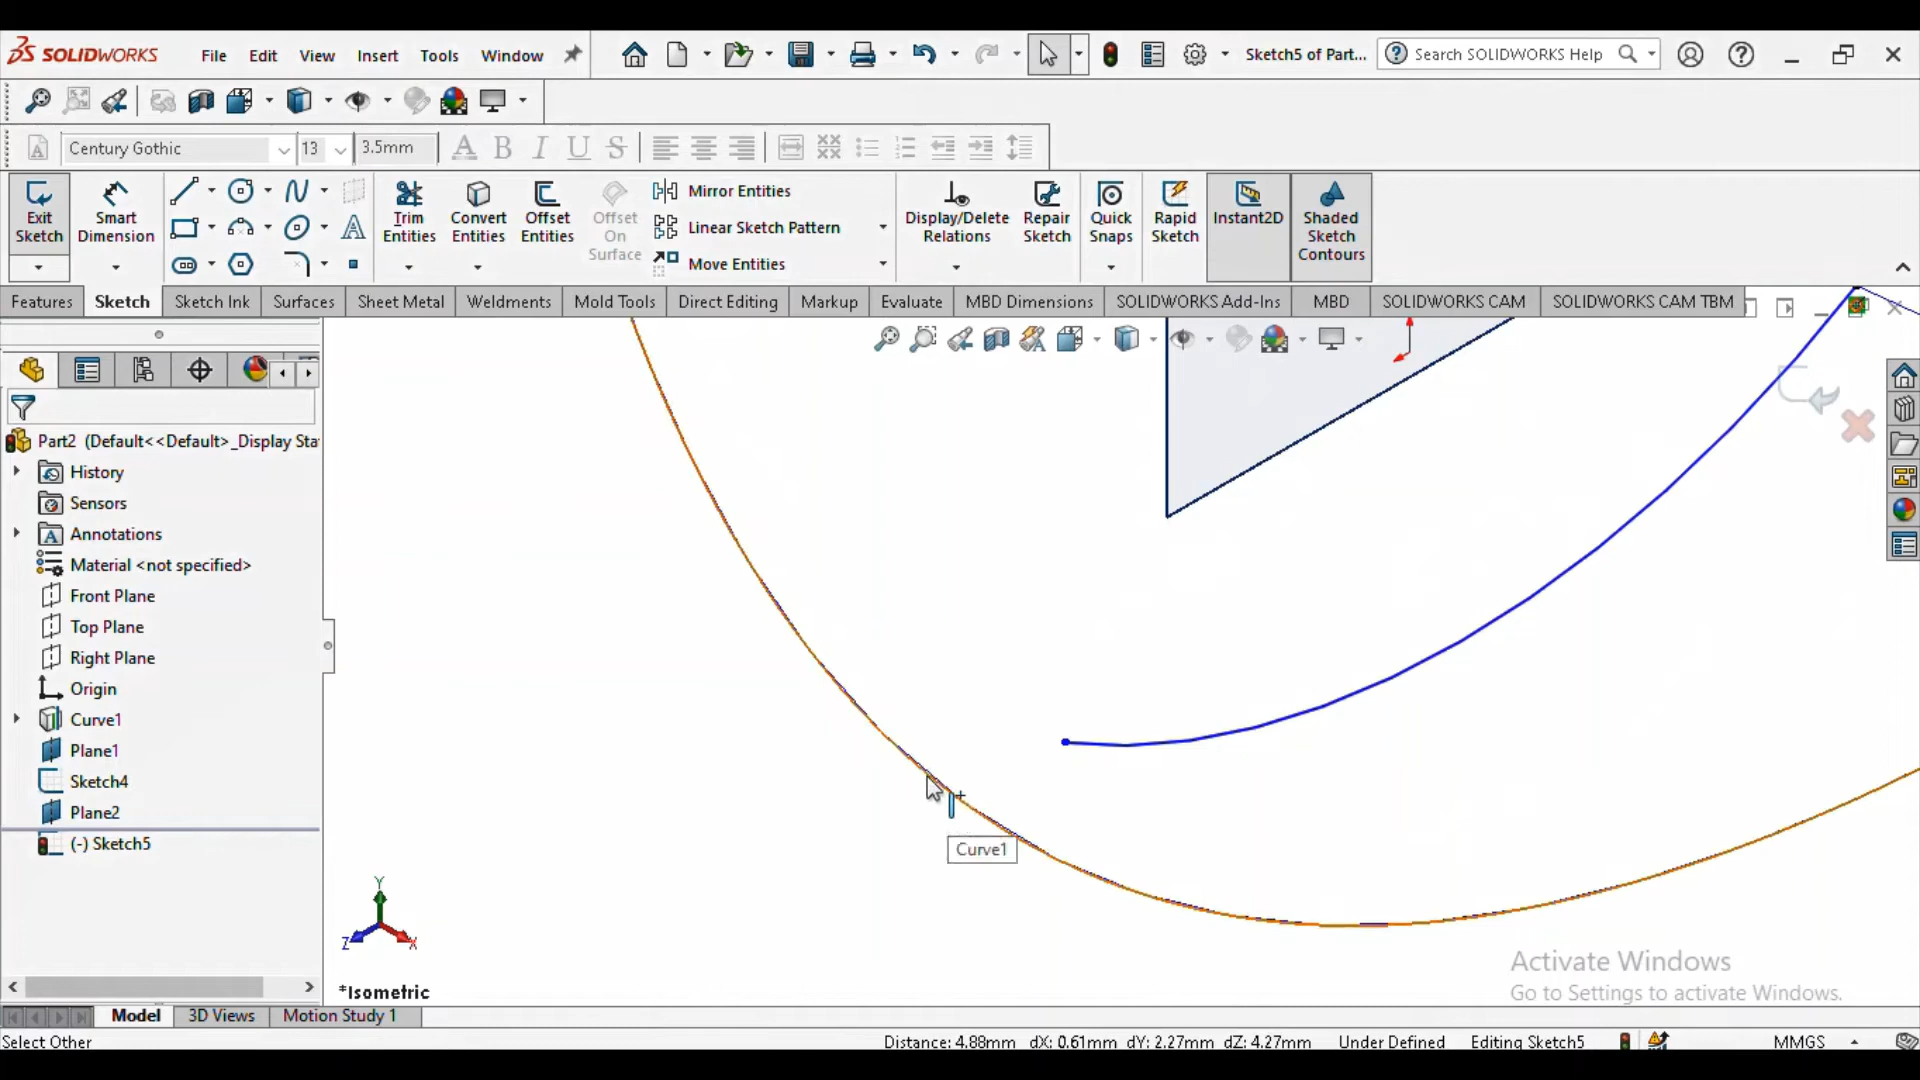 SOLIDWORKS File Edit View Insert Tools Window Sketch5 of Part... Search SOLIDWORKS Help
Century Gothic 13 3.5mm
Exit Sketch
Smart Dimension
Trim Entities
Convert Entities
Offset Entities
Offset On Surface
Mirror Entities
Linear Sketch Pattern
Move Entities
Display/Delete Relations
Repair Sketch
Quick Snaps
Rapid Sketch
Instant2D
Shaded Sketch Contours
Features Sketch Sketch Ink Surfaces Sheet Metal Weldments Mold Tools Direct Editing Markup Evaluate MBD Dimensions SOLIDWORKS Add-Ins MBD SOLIDWORKS CAM SOLIDWORKS CAM TBM
Part2 (Default<<Default>_Display Sta
History
Sensors
Annotations
Material <not specified>
Front Plane
Top Plane
Right Plane
Origin
Curve1
Plane1
Sketch4
Plane2
(-) Sketch5
Curve1
Y
Z X
*Isometric
Activate Windows
Go to Settings to activate Windows.
Model 3D Views Motion Study 1
Select Other Distance: 4.88mm dX: 0.61mm dY: 2.27mm dZ: 4.27mm Under Defined Editing Sketch5 MMGS